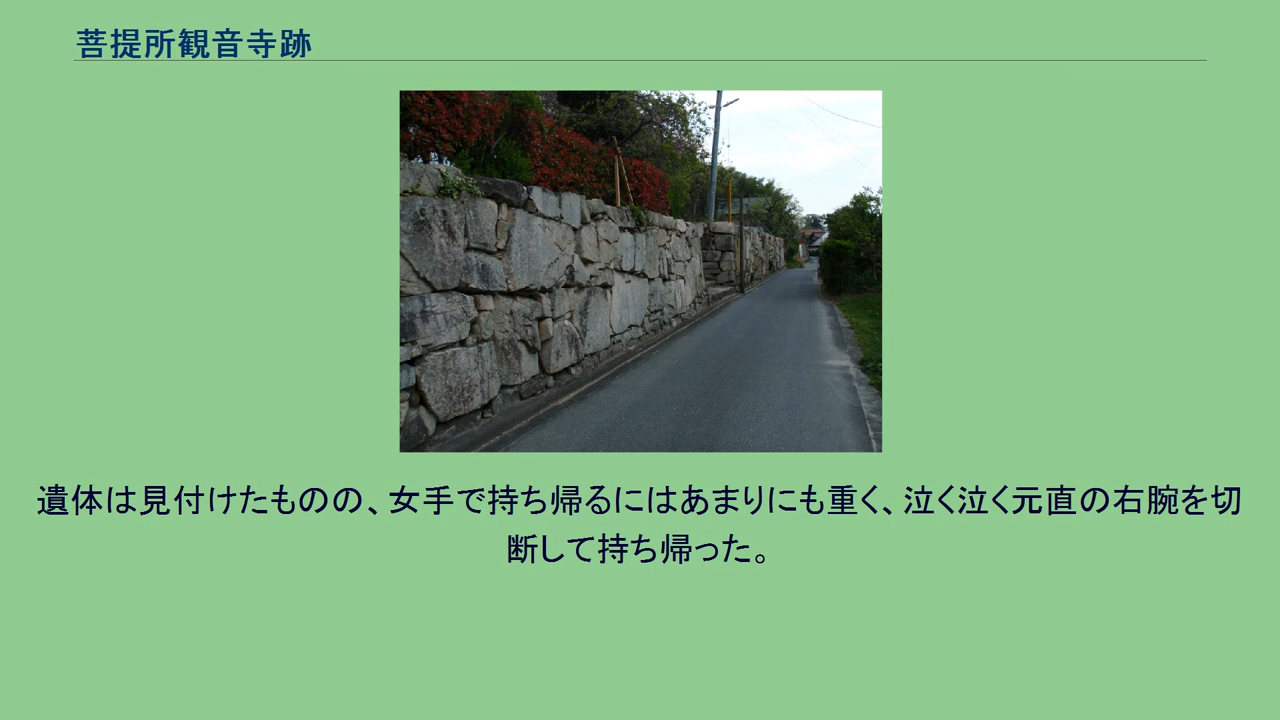 菩提所観音寺跡
遺体は見付けたものの、女手で持ち帰るにはあまりにも重く、泣く泣く元直の右腕を切
断して持ち帰った。